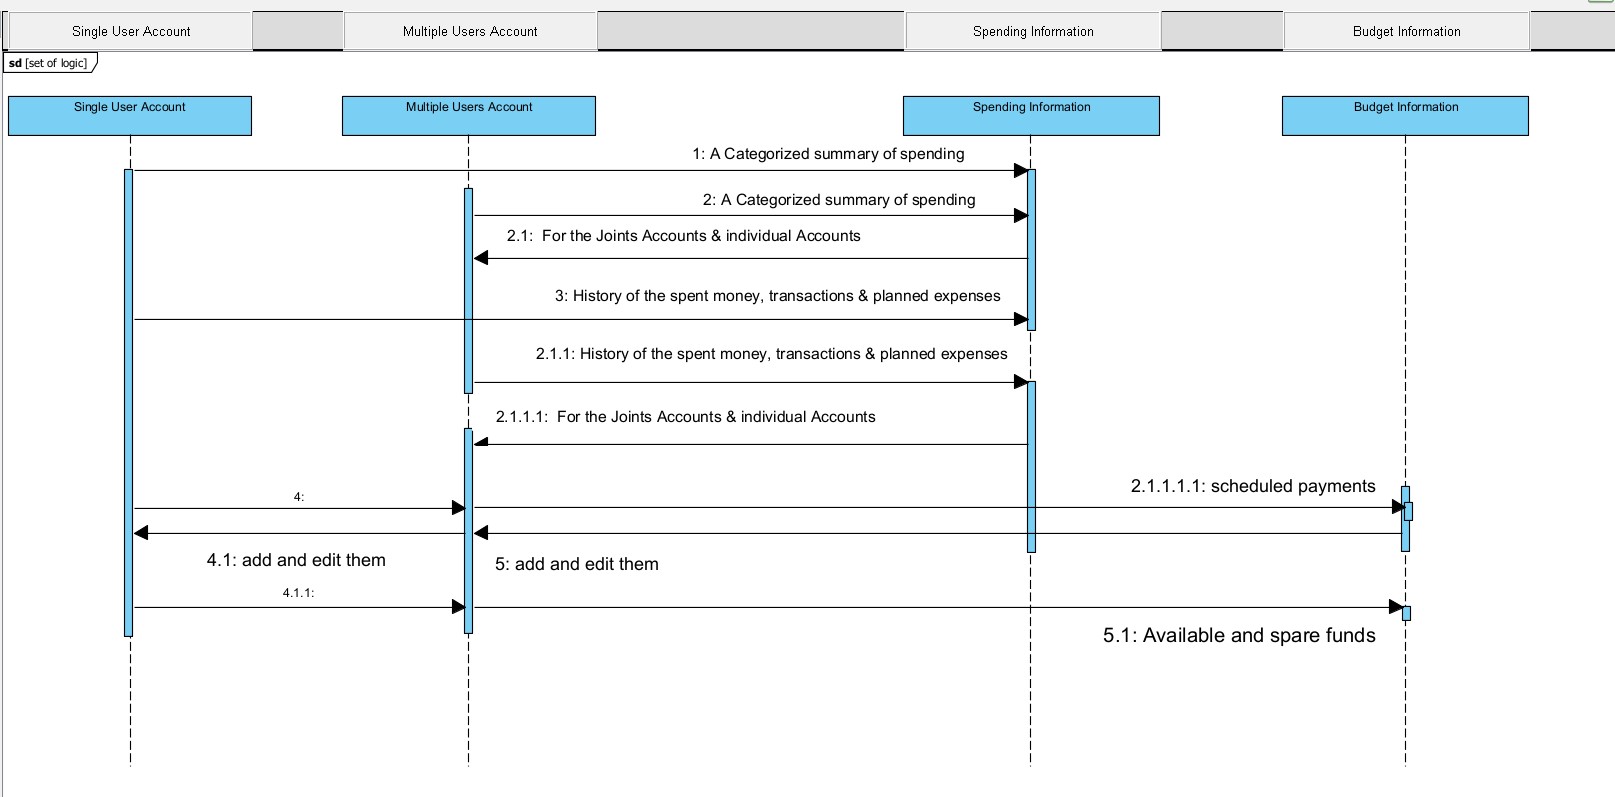 Single User Account
Multiple Users Account
Spending Information
Budget Information
sd [set of logic]
Single User Account
Multiple Users Account
Spending Information
Budget Information
1: A Categorized summary of spending
2: A Categorized summary of spending
2.1:  For the Joints Accounts & individual Accounts
3: History of the spent money, transactions & planned expenses
2.1.1: History of the spent money, transactions & planned expenses
2.1.1.1:  For the Joints Accounts & individual Accounts
2.1.1.1.1: scheduled payments
4:
4.1: add and edit them
5: add and edit them
4.1.1:
5.1: Available and spare funds